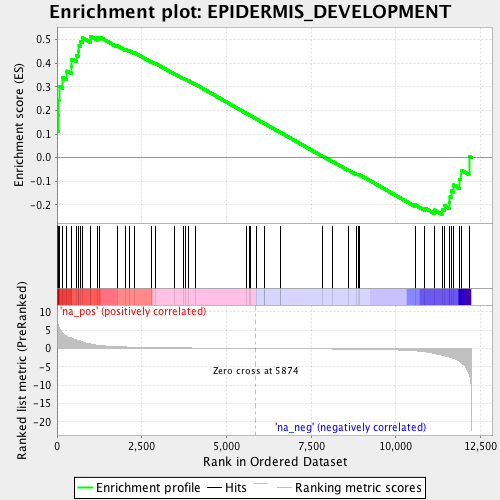 Enrichment plot: EPIDERMIS_DEVELOPMENT
Enrichment score (ES)
0.5
0.4
0.3
0.2
0.1
0.0
-0.1
-0.2
'na_pos' (positively correlated)
Ranked list metric (PreRanked)
10
5
0
-5
-10
-15
-20
Zero cross at 5874
'na_neg' (negatively correlated)
0
2,500
5,000
7,500
10,000
12,500
Rank in Ordered Dataset
Enrichment profile
Hits
Ranking metric scores